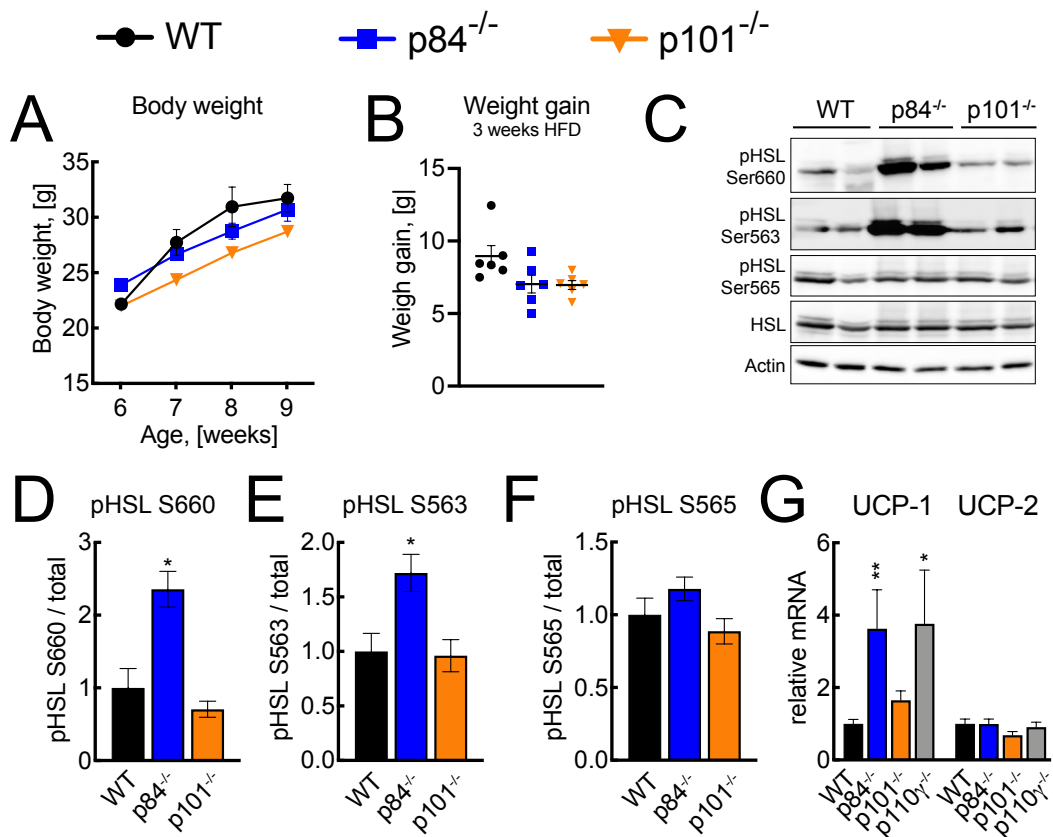 WT p84-/- p101-/-
A Body weight
Body weight, [g]
35
30
25
20
15
6 7 8 9
Age, [weeks]
B Weight gain
3 weeks HFD
Weigh gain, [g]
15
10
5
0
C WT p84-/- p101-/-
pHSL
Ser660
pHSL
Ser563
pHSL
Ser565
HSL
Actin
D pHSL S660
pHSL S660 / total
3
2
1
0
WT p84-/- p101-/-
*
E pHSL S563
pHSL S563 / total
2.0
1.5
1.0
0.5
0
WT p84-/- p101-/-
*
F pHSL S565
pHSL S565 / total
1.5
1.0
0.5
0.0
WT p84-/- p101-/-
G UCP-1 UCP-2
relative mRNA
6
4
2
0
** *
WT p84-/- p101-/- p110γ-/- WT p84-/- p101-/- p110γ-/-